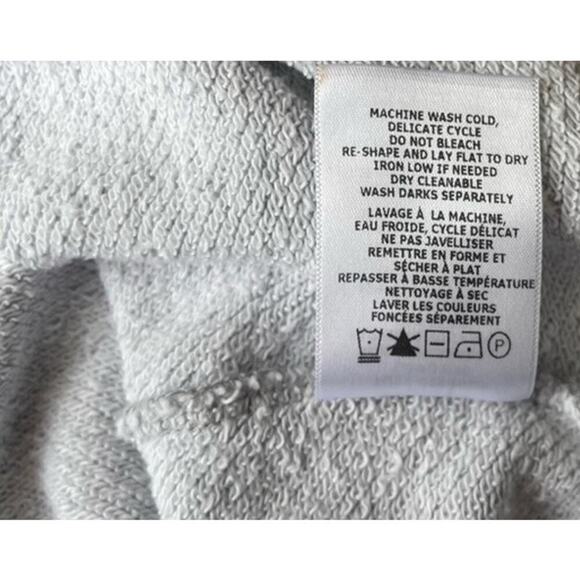 MACHINE WASH COLD,
DELICATE CYCLE
DO NOT BLEACH
RE-SHAPE AND LAY FLAT TO DRY
IRON LOW IF NEEDED
DRY CLEANABLE
WASH DARKS SEPARATELY
LAVAGE À LA MACHINE,
EAU FROIDE, CYCLE DÉLICAT
NE PAS JAVELLISER
REMETTRE EN FORME ET
SÉCHER À PLAT
REPASSER À BASSE TEMPÉRATURE
NETTOYAGE À SEC
LAVER LES COULEURS
FONCÉES SÉPAREMENT
P